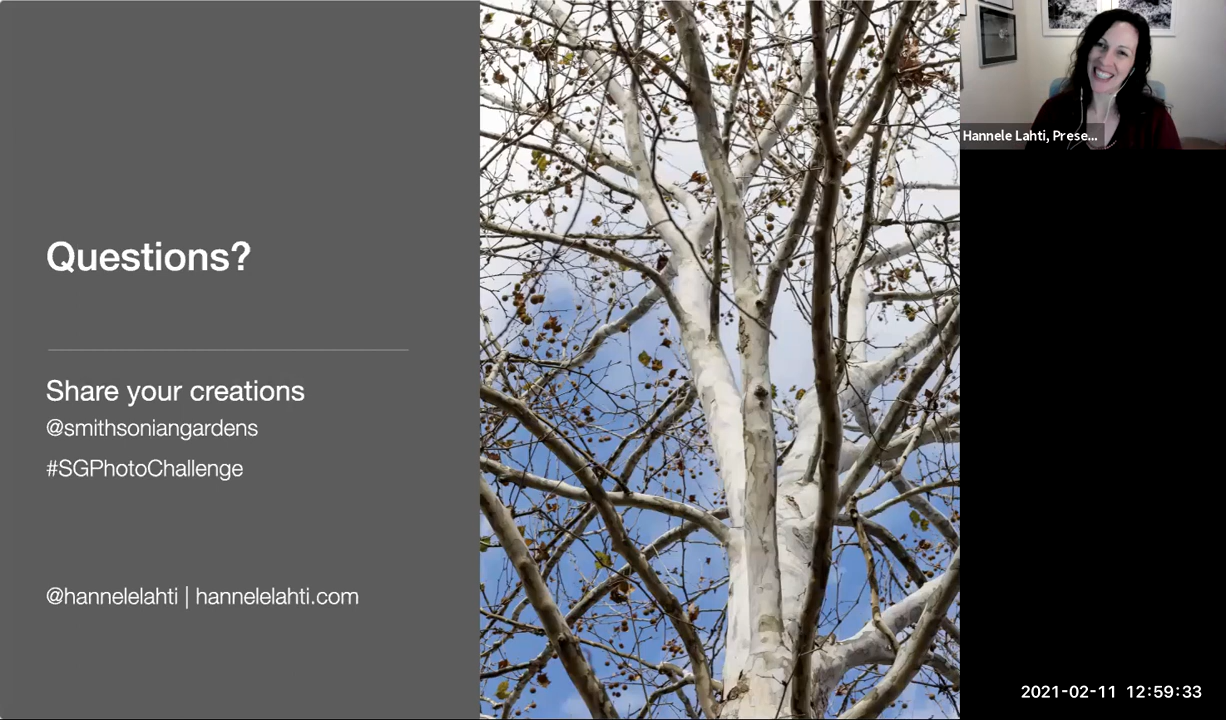 Questions?
Share your creations
@smithsoniangardens
#SGPhotoChallenge
@hannelelahti | hannelelahti.com
Hannele Lahti, Prese...
2021-02-11 12:59:33